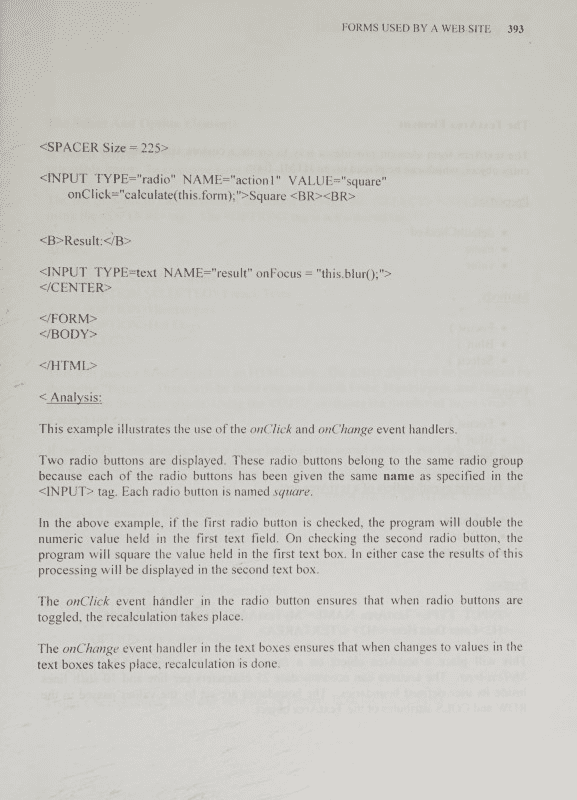 FORMS USED BY A WEB SITE 393
<SPACER Size = 225>
<INPUT TYPE="radio" NAME="action1" VALUE="square"
onClick="calculate(this.form);">Square <BR><BR>
<B>Result:</B>
<INPUT TYPE=text NAME="result" onFocus = "this.blur();">
</CENTER>
</FORM>
</BODY>
</HTML>
< Analysis:
This example illustrates the use of the onClick and onChange event handlers.
Two radio buttons are displayed. These radio buttons belong to the same radio group
because each of the radio buttons has been given the same name as specified in the
<INPUT> tag. Each radio button is named square.
In the above example, if the first radio button is checked, the program will double the
numeric value held in the first text field. On checking the second radio button, the
program will square the value held in the first text box. In either case the results of this
processing will be displayed in the second text box.
The onClick event handler in the radio button ensures that when radio buttons are
toggled, the recalculation takes place.
The onChange event handler in the text boxes ensures that when changes to values in the
text boxes takes place, recalculation is done.